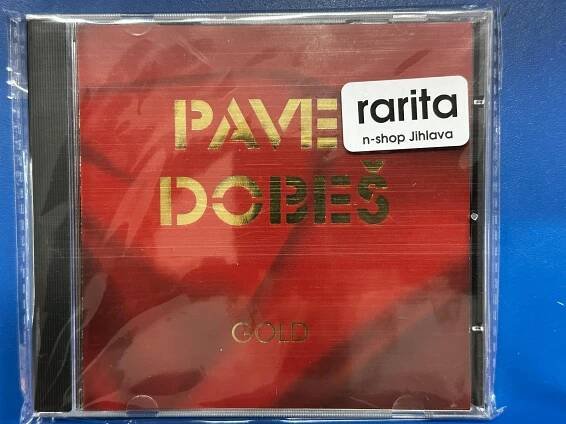 PAVE
rarita
n-shop Jihlava
DOBEŠ
GOLD